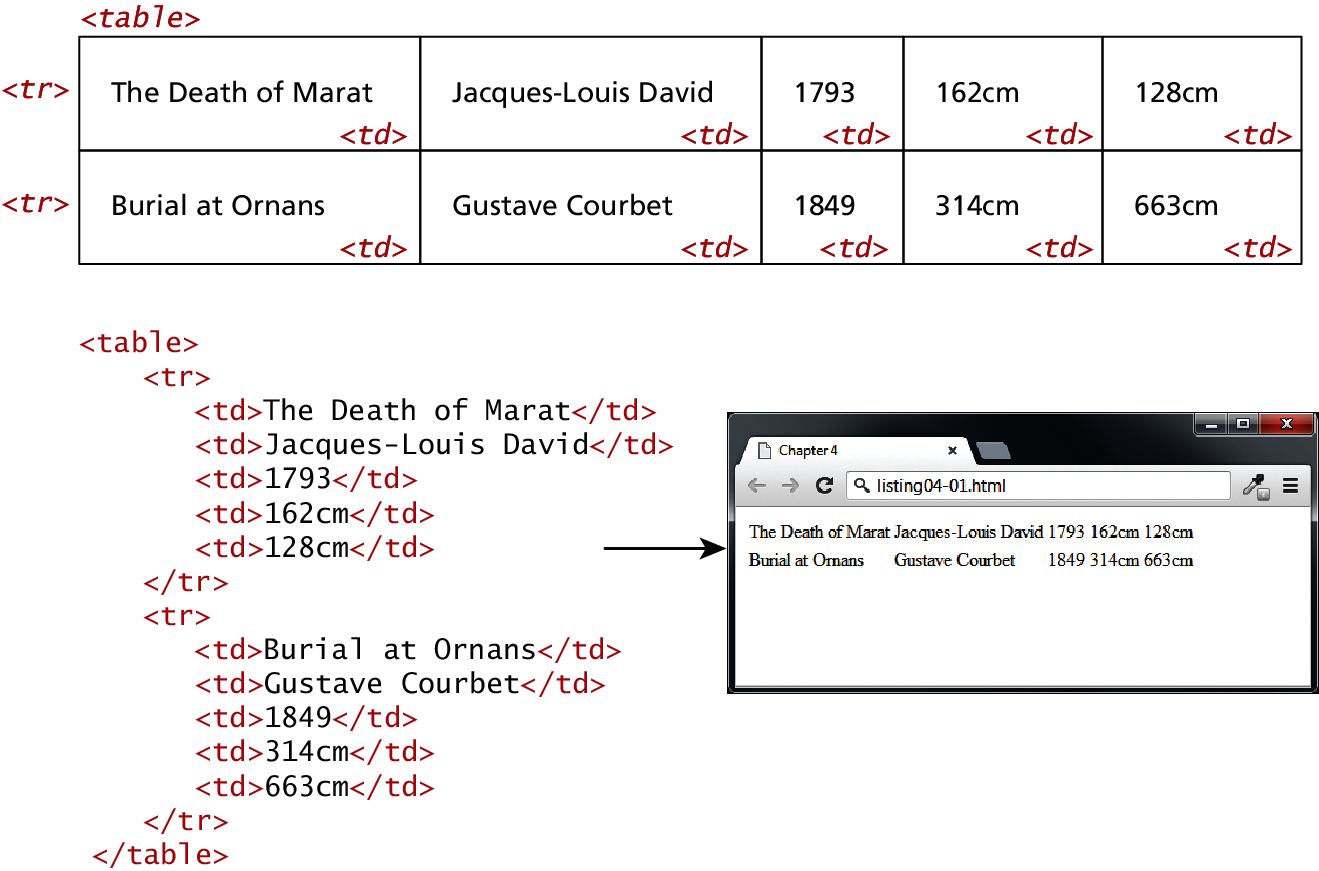 <table>
<tr> The Death of Marat Jacques-Louis David 1793 162cm 128cm
<td> <td> <td> <td> <td>
<tr> Burial at Ornans Gustave Courbet 1849 314cm 663cm
<td> <td> <td> <td> <td>
<table>
<tr>
<td>The Death of Marat</td>
<td>Jacques-Louis David</td>
<td>1793</td>
<td>162cm</td>
<td>128cm</td>
</tr>
<tr>
<td>Burial at Ornans</td>
<td>Gustave Courbet</td>
<td>1849</td>
<td>314cm</td>
<td>663cm</td>
</tr>
</table>
Chapter 4
listing04-01.html
The Death of Marat Jacques-Louis David 1793 162cm 128cm
Burial at Ornans Gustave Courbet 1849 314cm 663cm